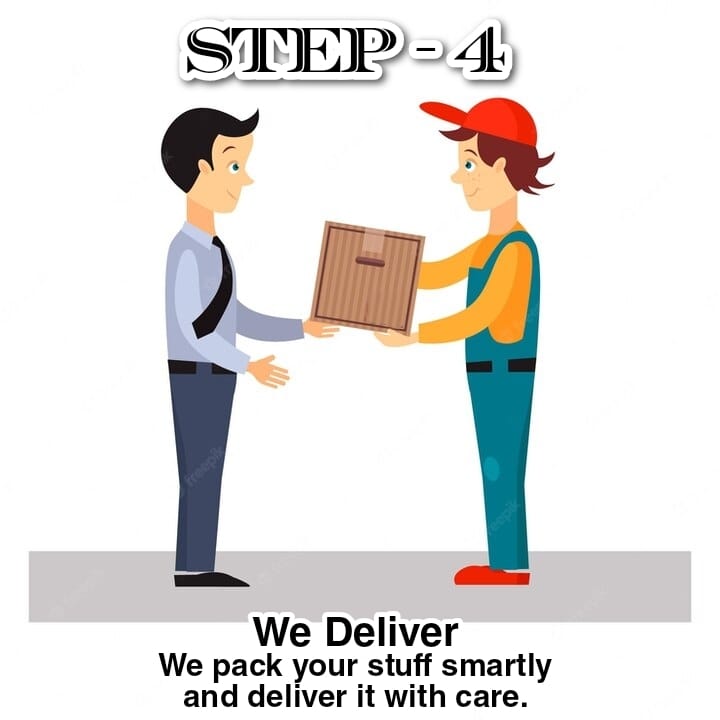 STEP - 4
freepik
freepik
We Deliver
We pack your stuff smartly
and deliver it with care.